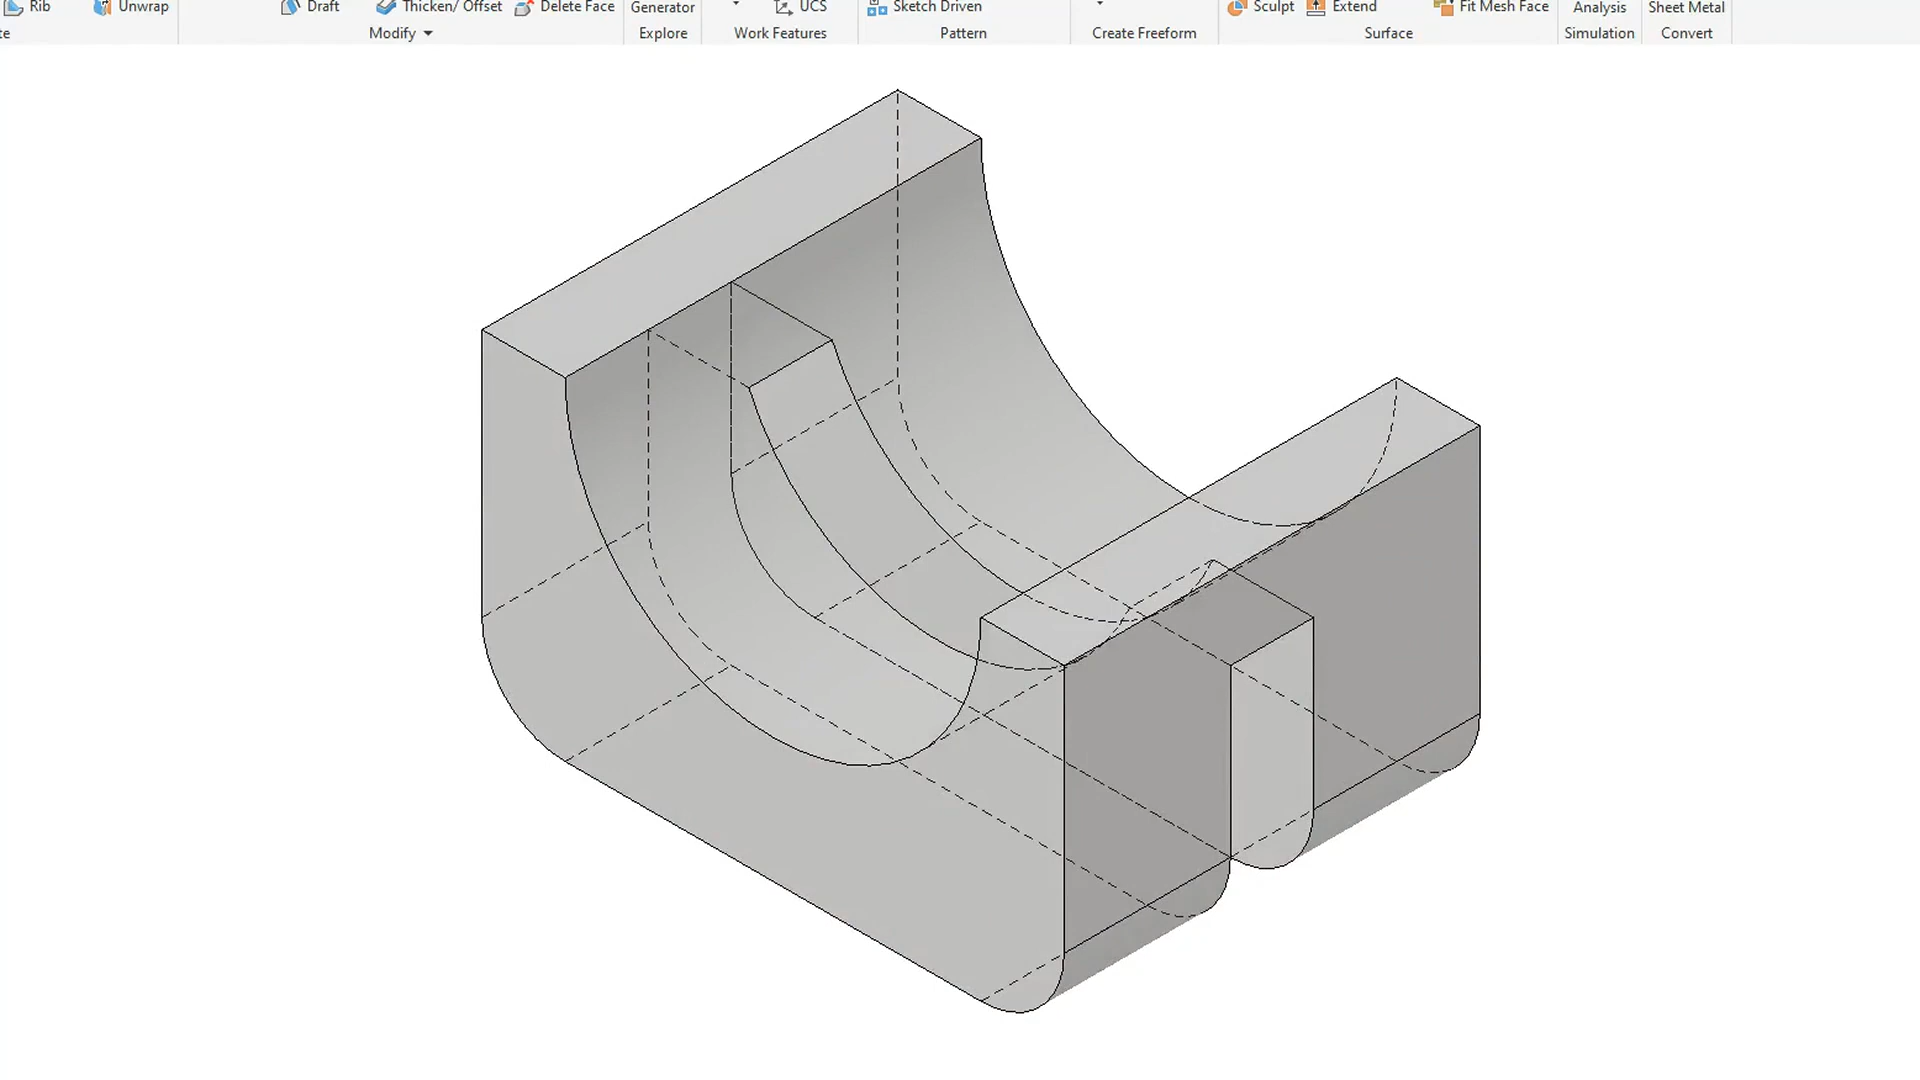 Rib Unwrap Draft Thicken/ Offset Delete Face Generator UCS Sketch Driven Sculpt Extend Fit Mesh Face Analysis Sheet Metal
te Modify Explore Work Features Pattern Create Freeform Surface Simulation Convert